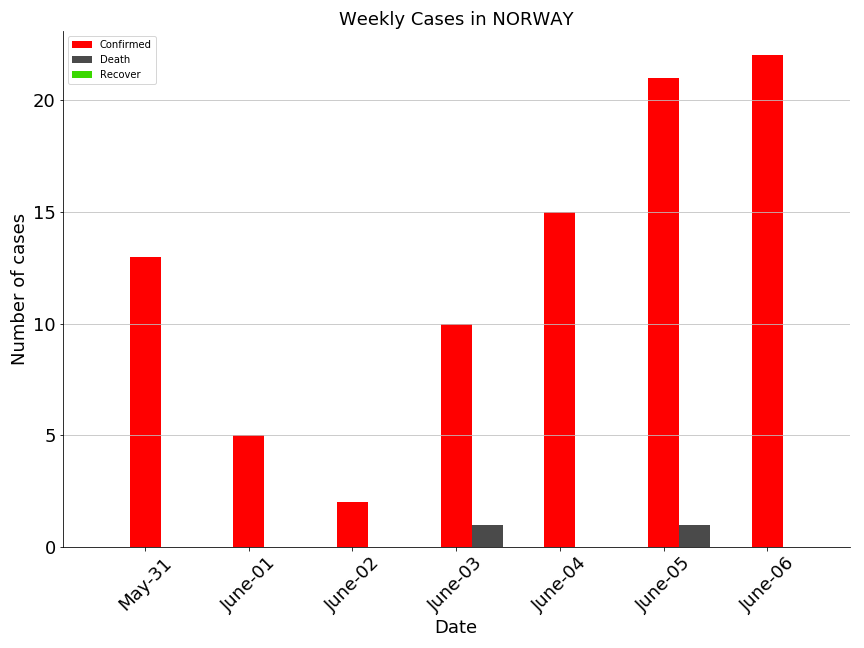 Weekly Cases in NORWAY
Confirmed
Death
Recover
Number of cases
20
15
10
5
0
May-31
June-01
June-02
June-03
June-04
June-05
June-06
Date